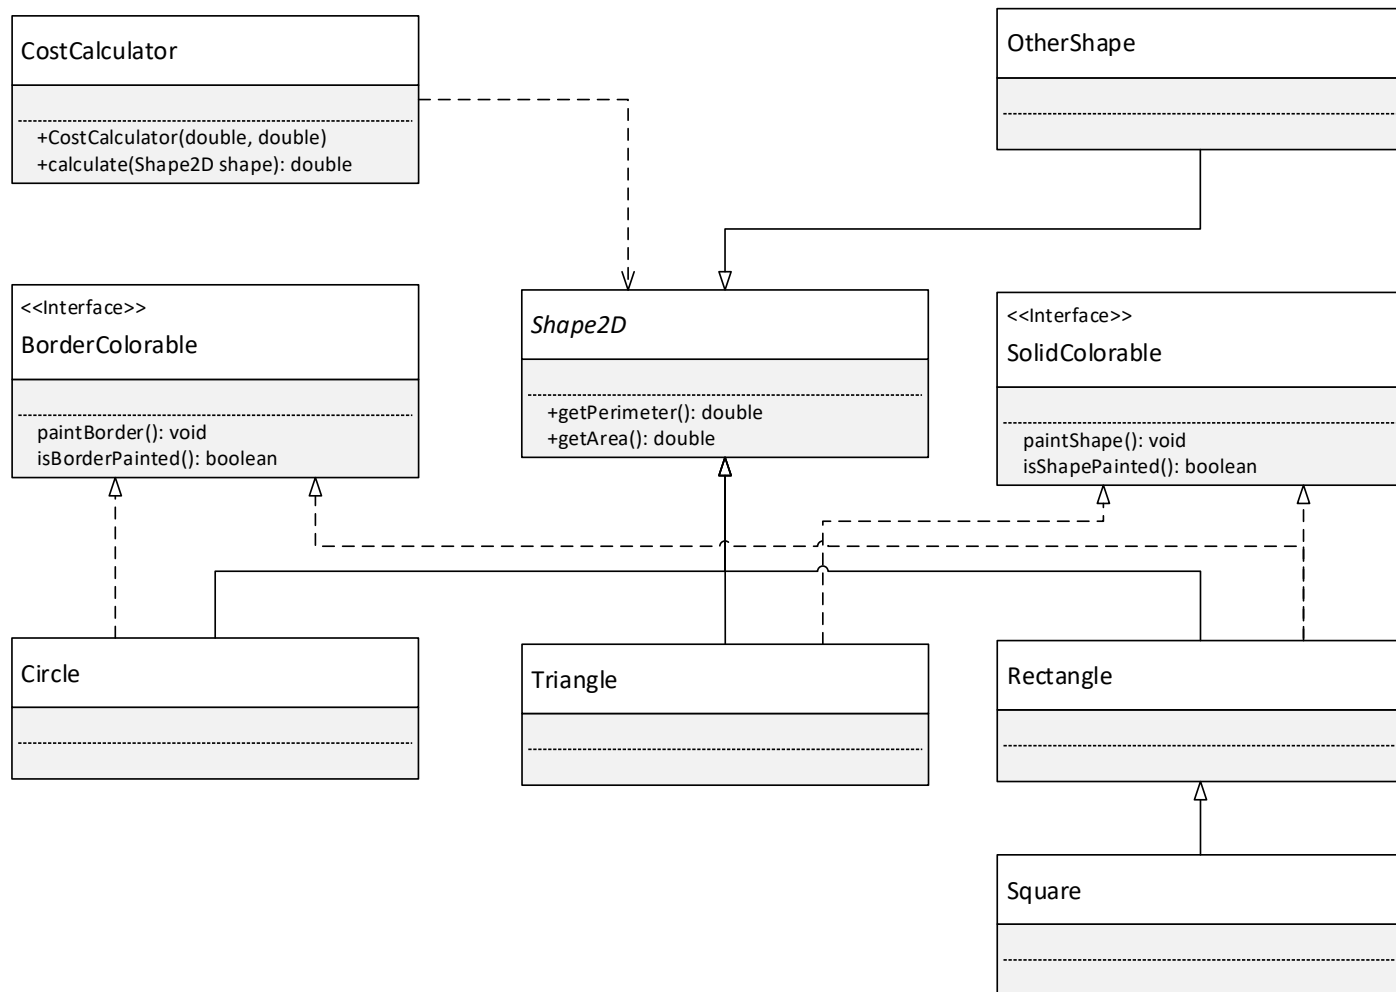 CostCalculator
+CostCalculator(double, double)
+calculate(Shape2D shape): double
OtherShape
<<Interface>>
BorderColorable
paintBorder(): void
isBorderPainted(): boolean
Shape2D
+getPerimeter(): double
+getArea(): double
<<Interface>>
SolidColorable
paintShape(): void
isShapePainted(): boolean
Circle
Triangle
Rectangle
Square